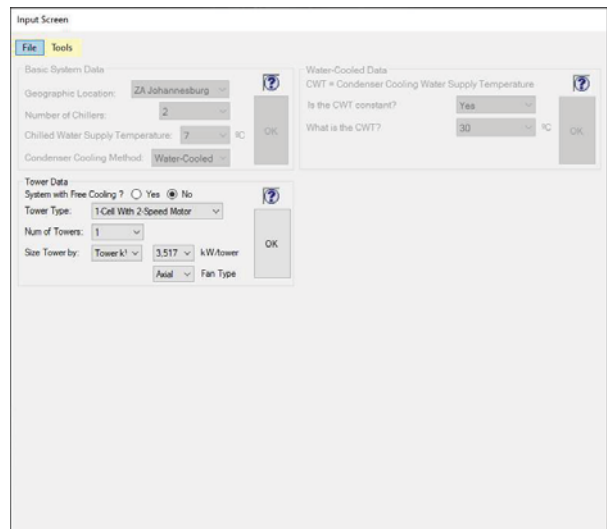 Input Screen
File Tools
Basic System Data
Geographic Location: ZA Johannesburg
Number of Chillers: 2
Chilled Water Supply Temperature: 7 ºC
Condenser Cooling Method: Water-Cooled
OK
Water-Cooled Data
CWT = Condenser Cooling Water Supply Temperature
Is the CWT constant? Yes
What is the CWT? 30 ºC
OK
Tower Data
System with Free Cooling ? Yes No
Tower Type: 1-Cell With 2-Speed Motor
Num of Towers: 1
Size Tower by: Tower k 3,517 kW/tower
Axial Fan Type
OK